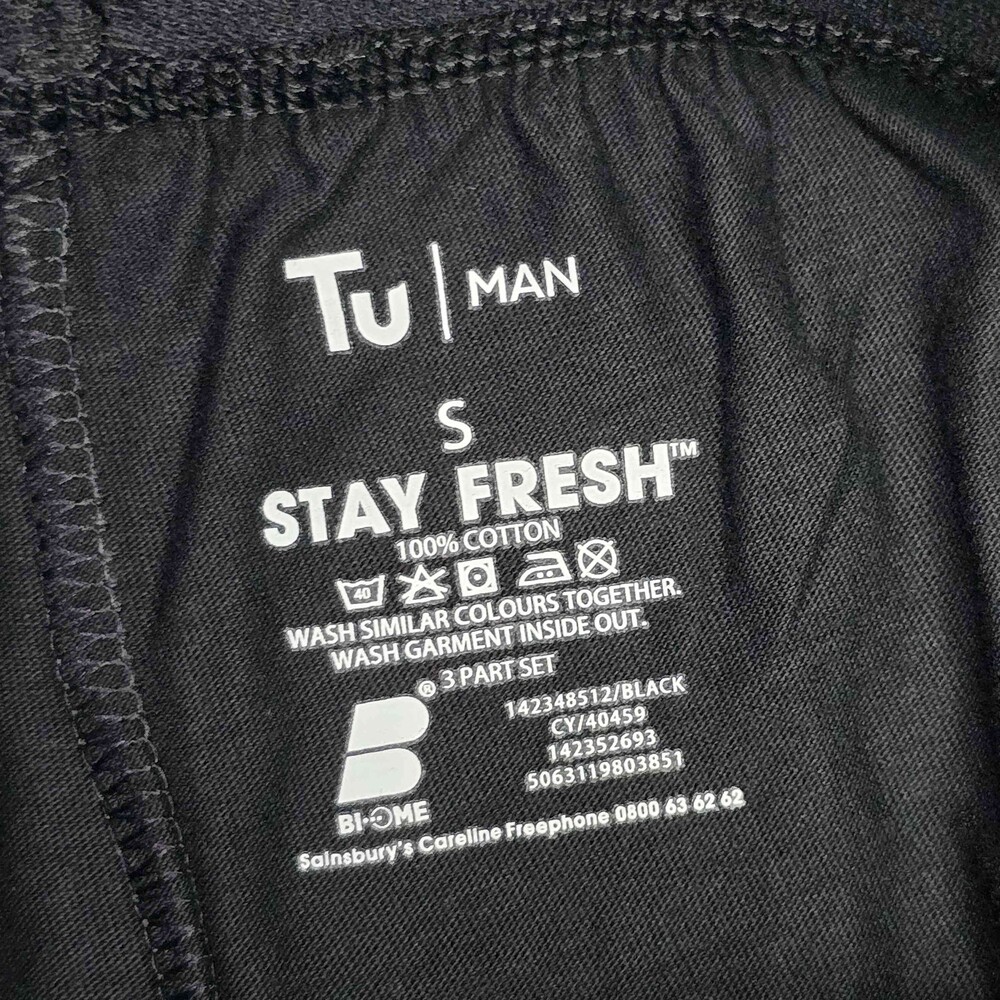 Tu | MAN
S
STAY FRESH™
100% COTTON
40
WASH SIMILAR COLOURS TOGETHER.
WASH GARMENT INSIDE OUT.
3 PART SET
®
142348512/BLACK
CY/40459
142352693
5063119803851
BI-OME
Sainsbury's Careline Freephone 0800 63 62 62